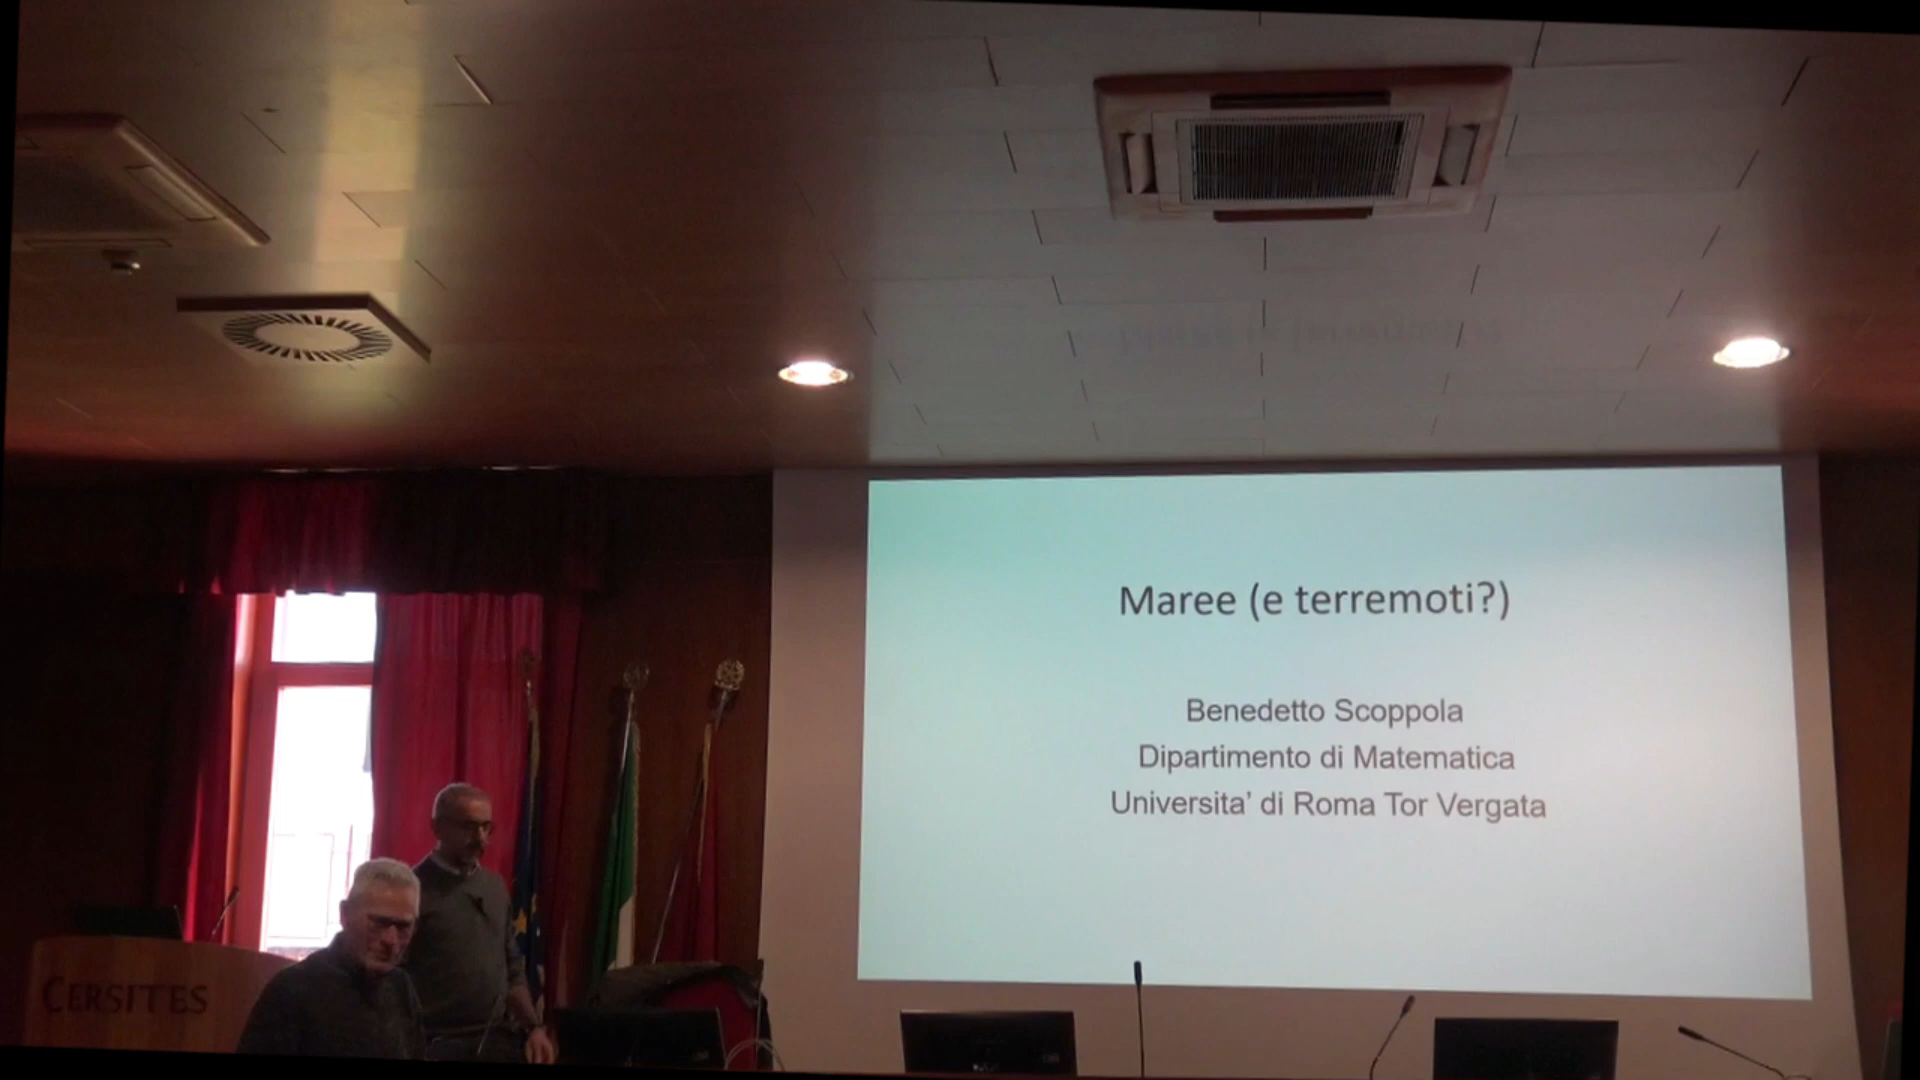 Maree (e terremoti?)
Benedetto Scoppola
Dipartimento di Matematica
Universita' di Roma Tor Vergata
CERSITES